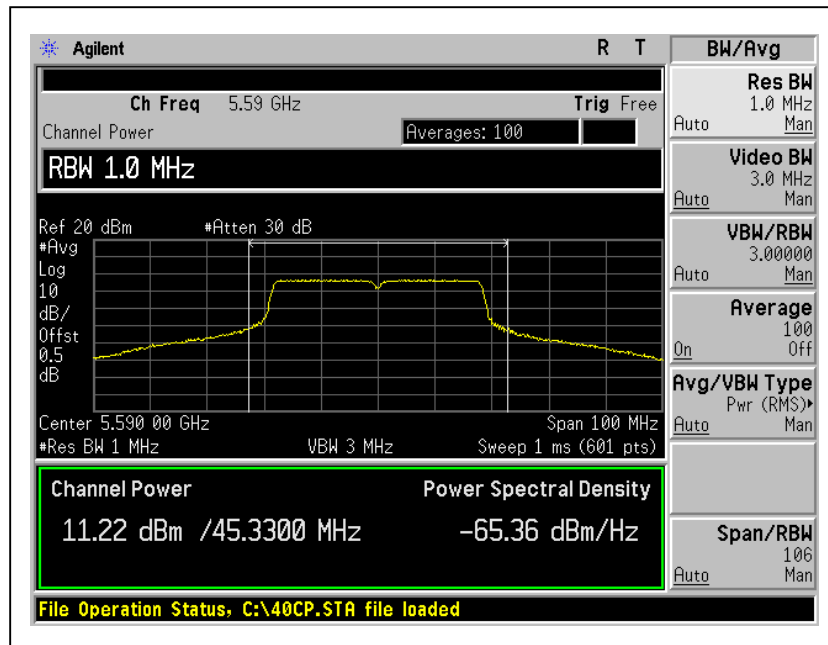 Agilent R T
BW/Avg
Ch Freq 5.59 GHz Trig Free
Channel Power Averages: 100
RBW 1.0 MHz
Ref 20 dBm #Atten 30 dB
#Avg
Log
10
dB/
Offst
0.5
dB
Center 5.590 00 GHz Span 100 MHz
#Res BW 1 MHz VBW 3 MHz Sweep 1 ms (601 pts)
Channel Power Power Spectral Density
11.22 dBm /45.3300 MHz -65.36 dBm/Hz
File Operation Status, C:\40CP.STA file loaded
Res BW
1.0 MHz
Auto Man
Video BW
3.0 MHz
Auto Man
VBW/RBW
3.00000
Auto Man
Average
100
On Off
Avg/VBW Type
Pwr (RMS)▸
Auto Man
Span/RBW
106
Auto Man